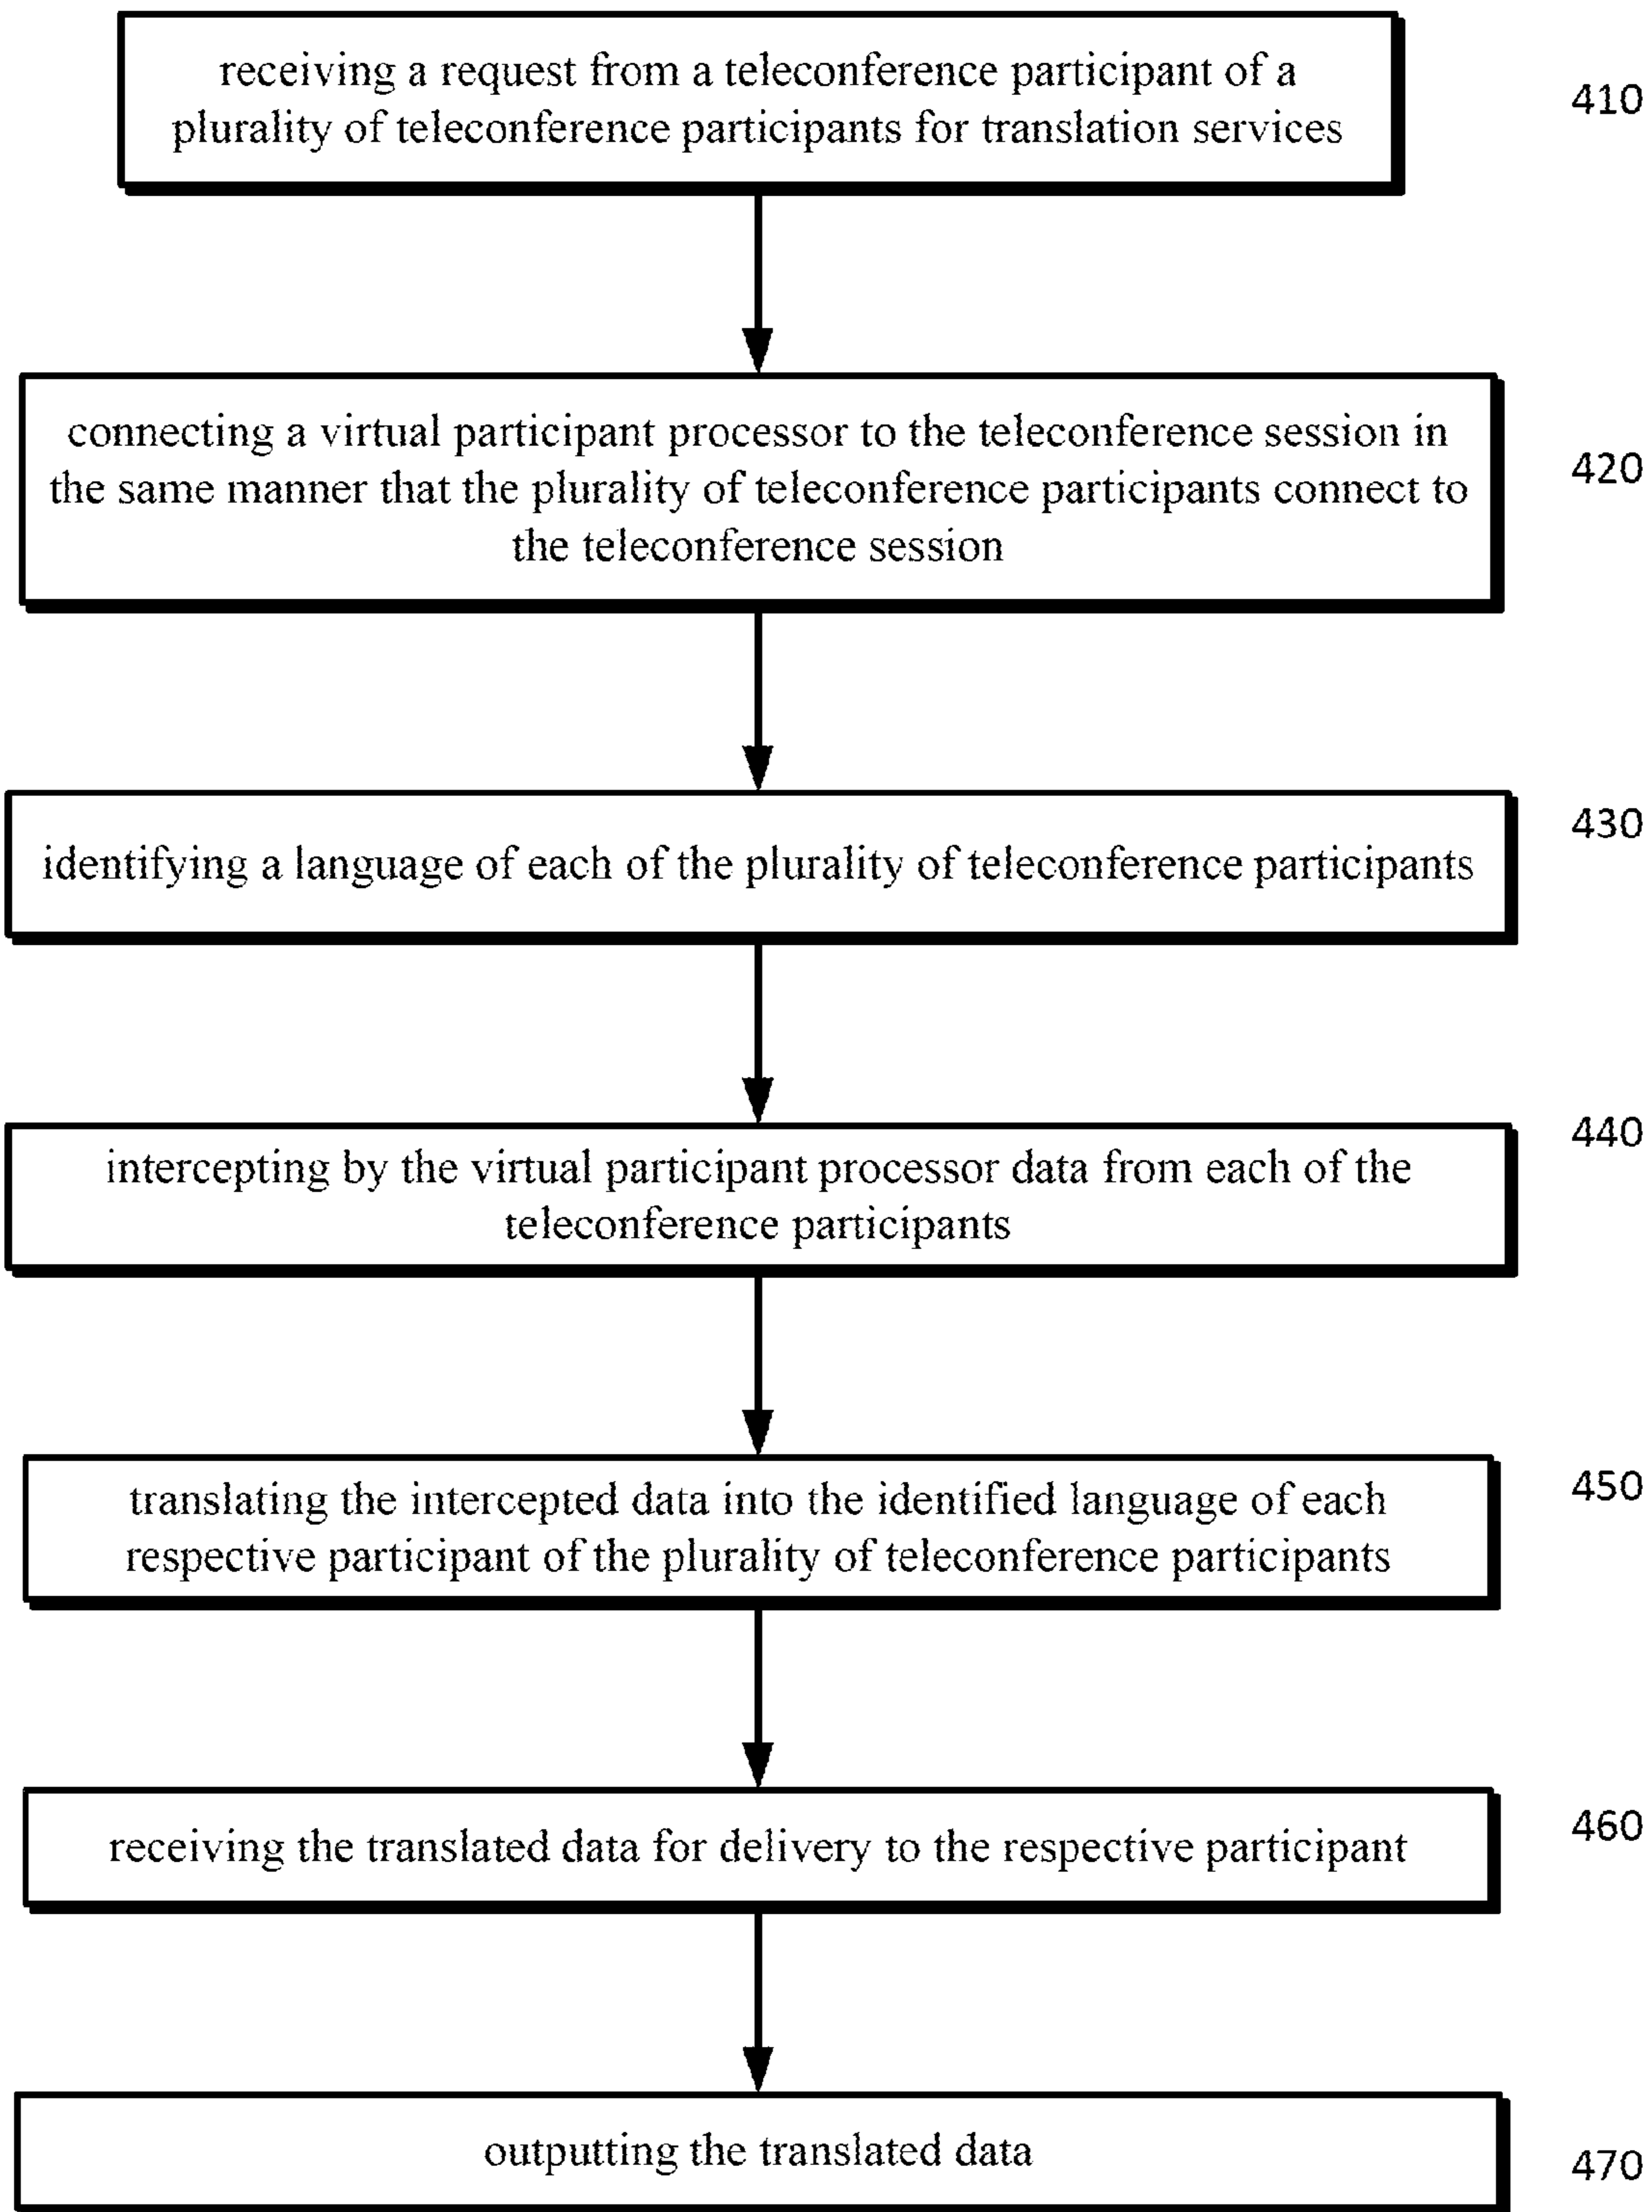 receiving a request from a teleconference participant of a
plurality of teleconference participants for translation services
410
connecting a virtual participant processor to the teleconference session in
the same manner that the plurality of teleconference participants connect to
the teleconference session
420
identifying a language of each of the plurality of teleconference participants
430
intercepting by the virtual participant processor data from each of the
teleconference participants
440
translating the intercepted data into the identified language of each
respective participant of the plurality of teleconference participants
450
receiving the translated data for delivery to the respective participant
460
outputting the translated data
470